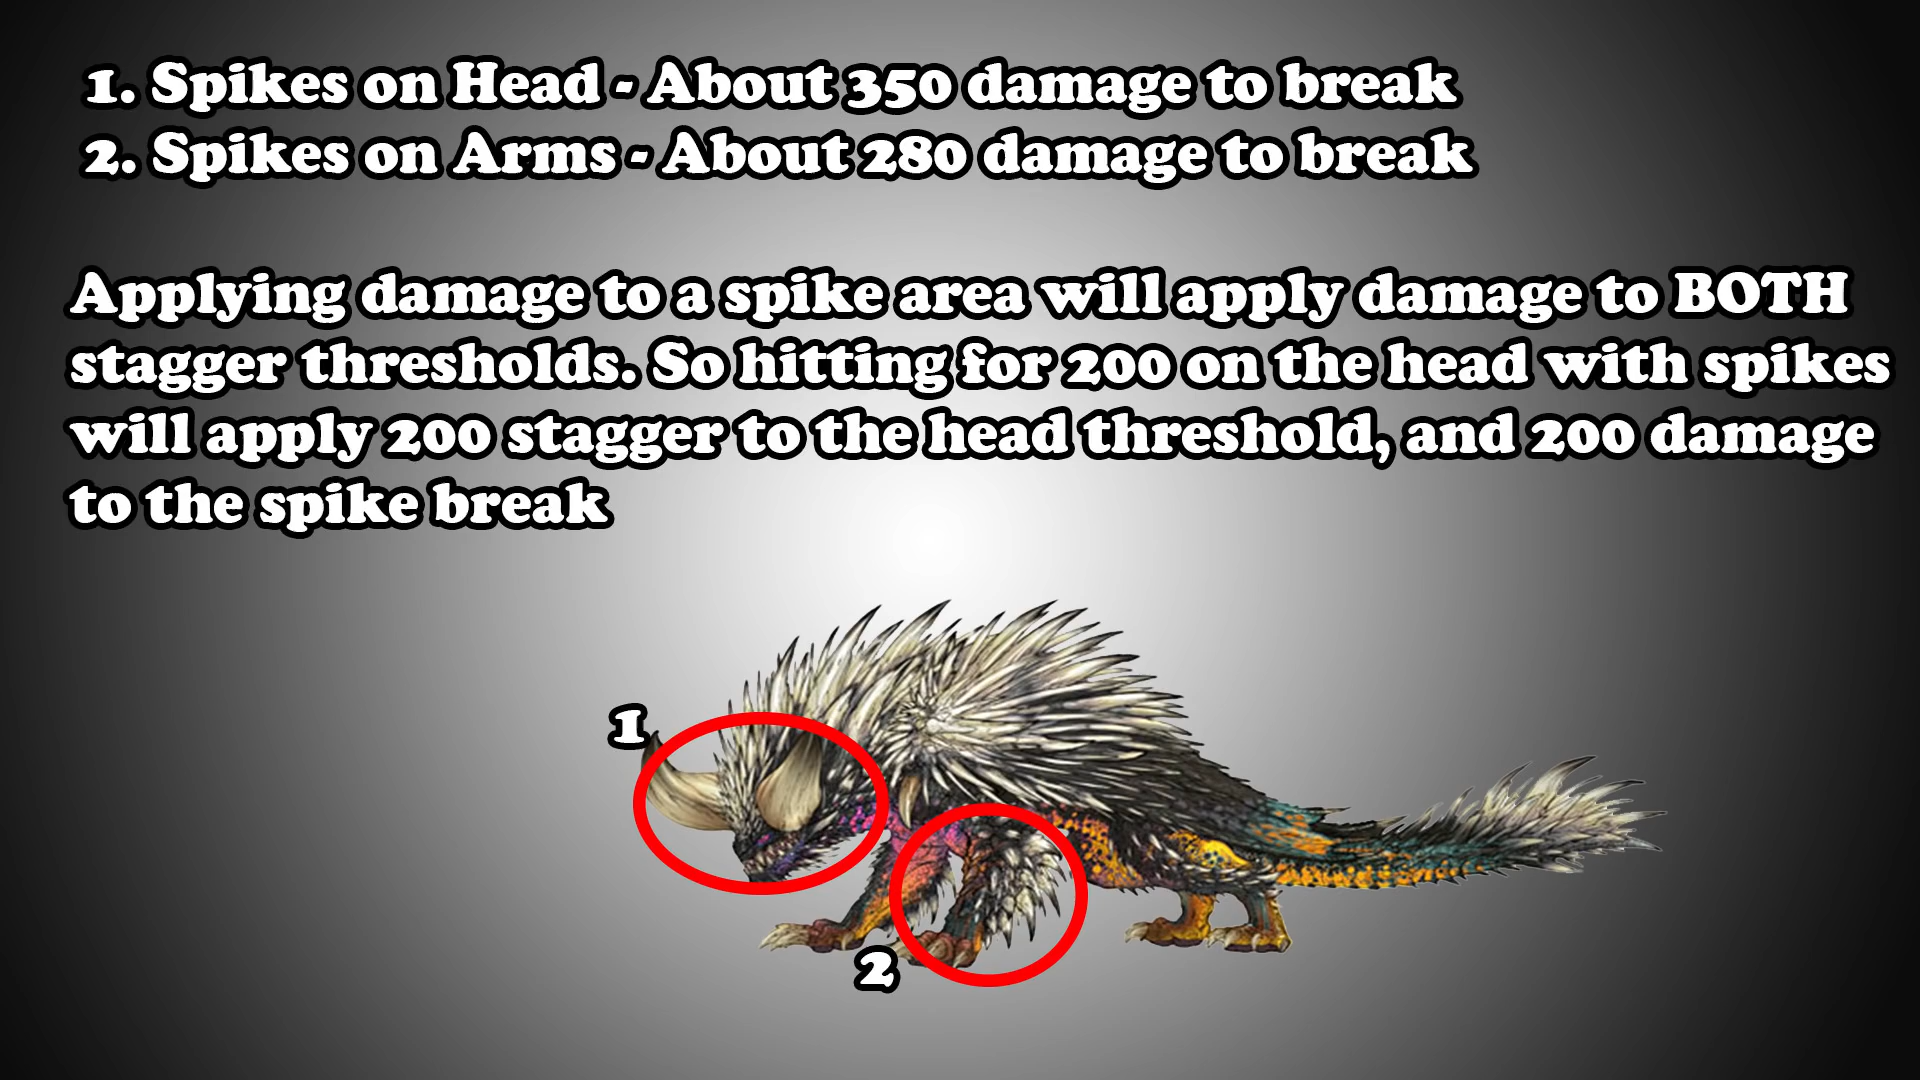 1. Spikes on Head - About 350 damage to break
2. Spikes on Arms - About 280 damage to break
Applying damage to a spike area will apply damage to BOTH
stagger thresholds. So hitting for 200 on the head with spikes
will apply 200 stagger to the head threshold, and 200 damage
to the spike break
1
2